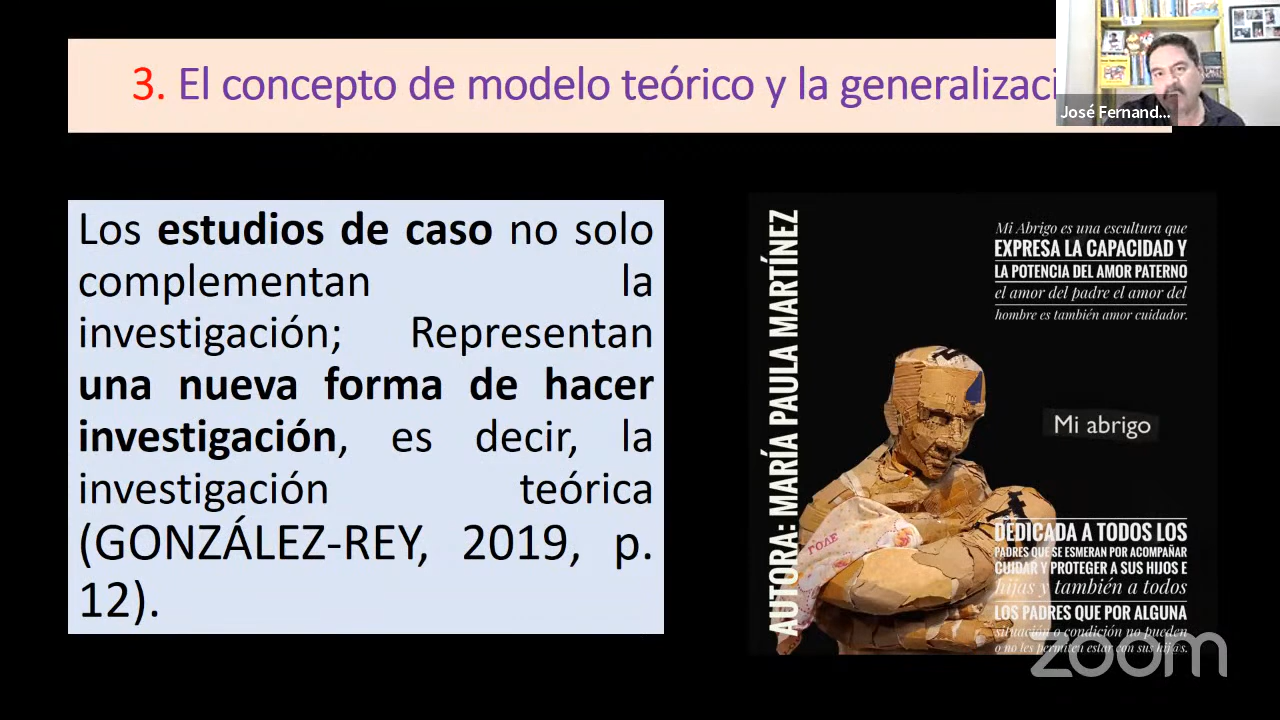 3. El concepto de modelo teórico y la generalizaci
José Fernand...
Los estudios de caso no solo
complementan la
investigación; Representan
una nueva forma de hacer
investigación, es decir, la
investigación teórica
(GONZÁLEZ-REY, 2019, p.
12).
AUTORA: MARÍA PAULA MARTÍNEZ
Mi Abrigo es una escultura que
EXPRESA LA CAPACIDAD Y
LA POTENCIA DEL AMOR PATERNO
el amor del padre el amor del
hombre es también amor cuidador.
Mi abrigo
DEDICADA A TODOS LOS
PADRES QUE SE ESMERAN POR ACOMPAÑAR
CUIDAR Y PROTEGER A SUS HIJOS E
hijas y también a todos
LOS PADRES QUE POR ALGUNA
situación o condición no pueden
o no les permiten estar con sus hij@s.
zoom